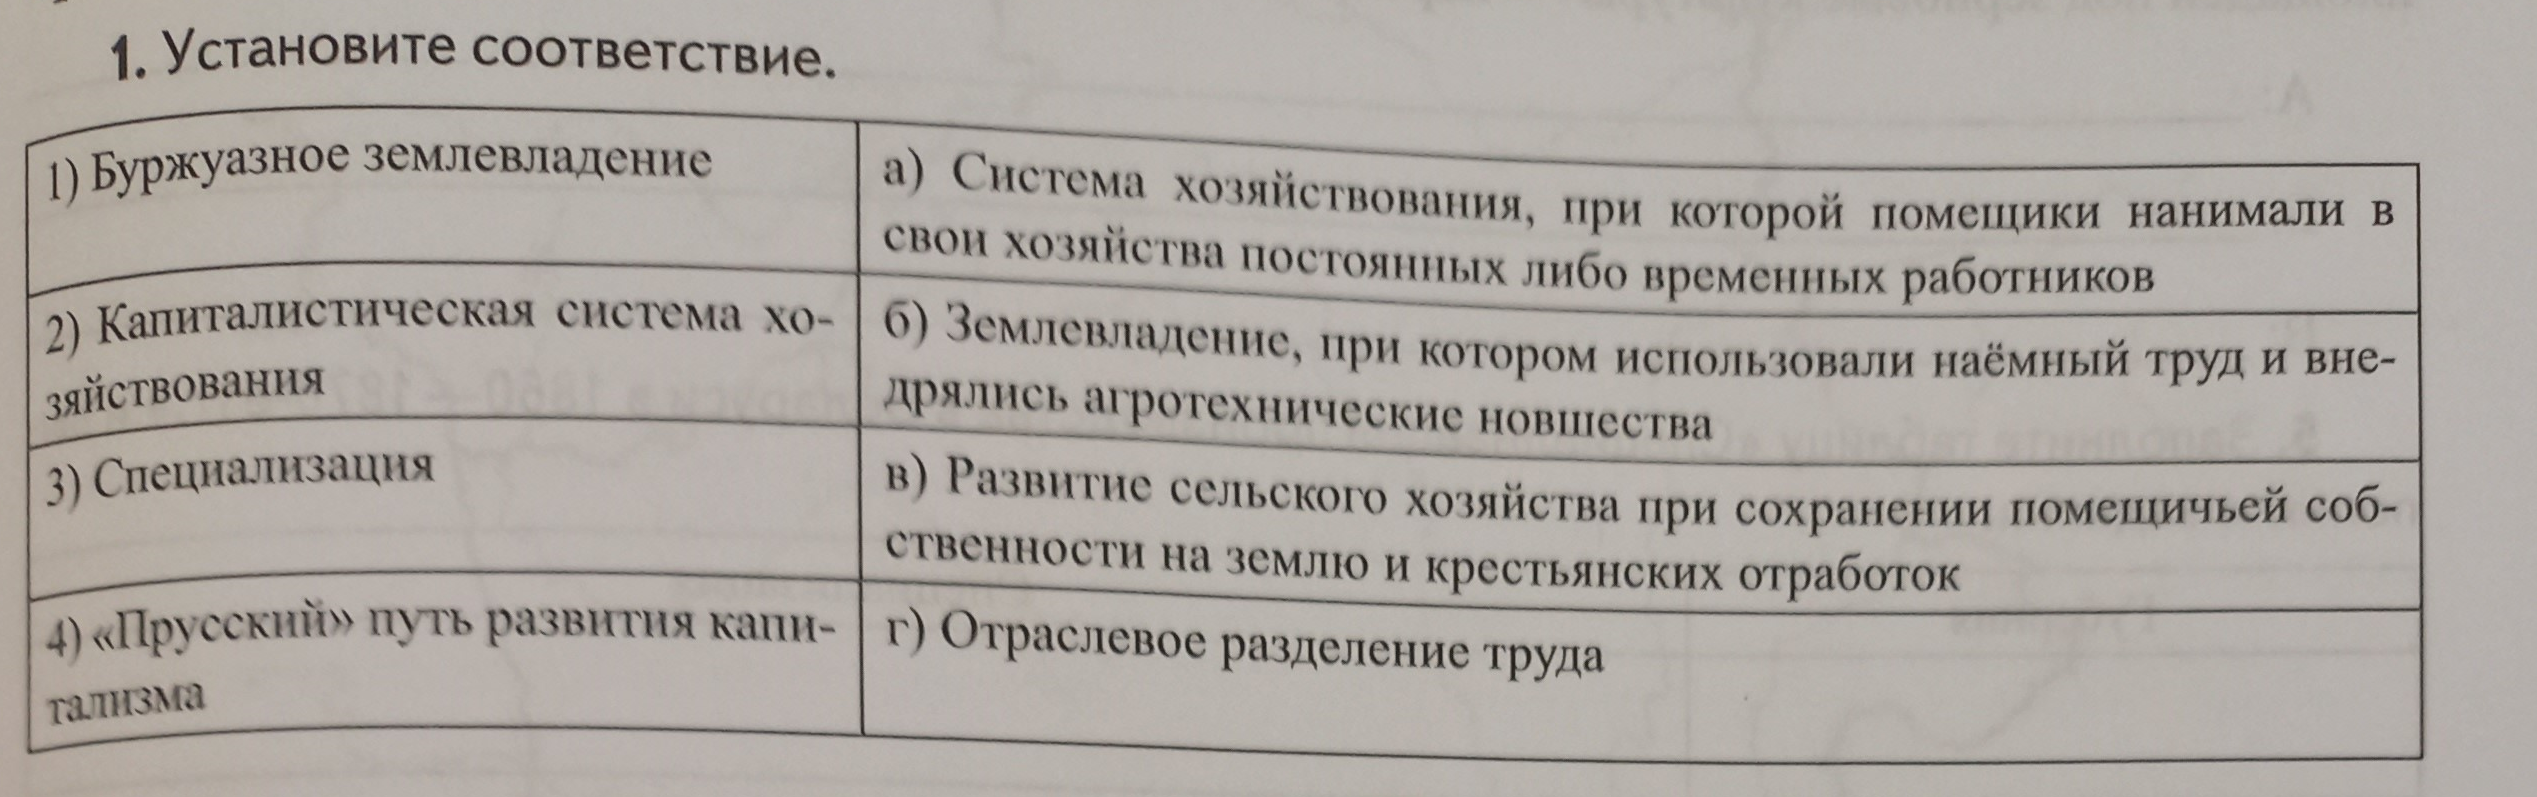 1. Установите соответствие.
1) Буржуазное землевладение
а) Система хозяйствования, при которой помещики нанимали в
свои хозяйства постоянных либо временных работников
2) Капиталистическая система хо-
зяйствования
б) Землевладение, при котором использовали наёмный труд и вне-
дрялись агротехнические новшества
3) Специализация
в) Развитие сельского хозяйства при сохранении помещичьей соб-
ственности на землю и крестьянских отработок
4) «Прусский» путь развития капи-
тализма
г) Отраслевое разделение труда